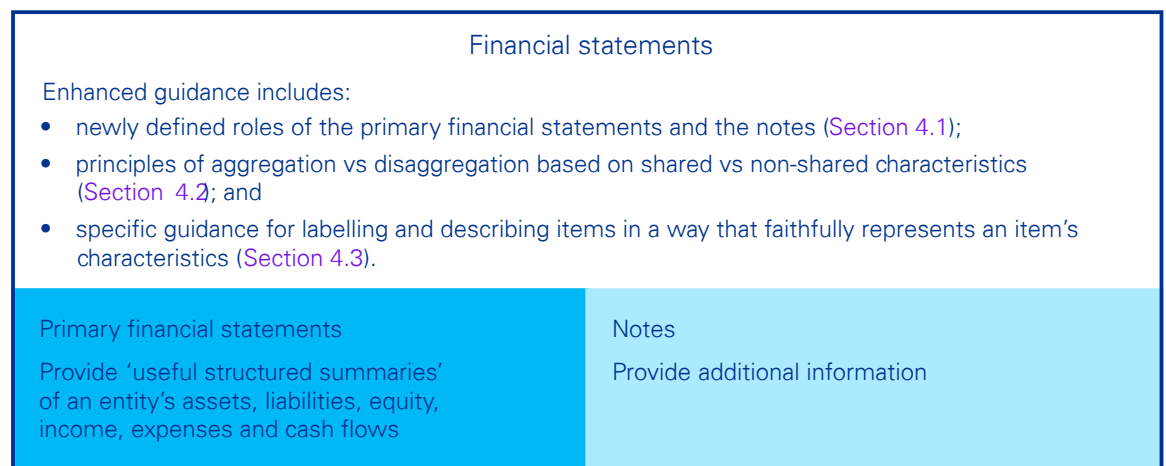 Financial statements
Enhanced guidance includes:
• newly defined roles of the primary financial statements and the notes (Section 4.1);
• principles of aggregation vs disaggregation based on shared vs non-shared characteristics
(Section 4.2); and
• specific guidance for labelling and describing items in a way that faithfully represents an item's
characteristics (Section 4.3).
Primary financial statements
Provide 'useful structured summaries'
of an entity's assets, liabilities, equity,
income, expenses and cash flows
Notes
Provide additional information